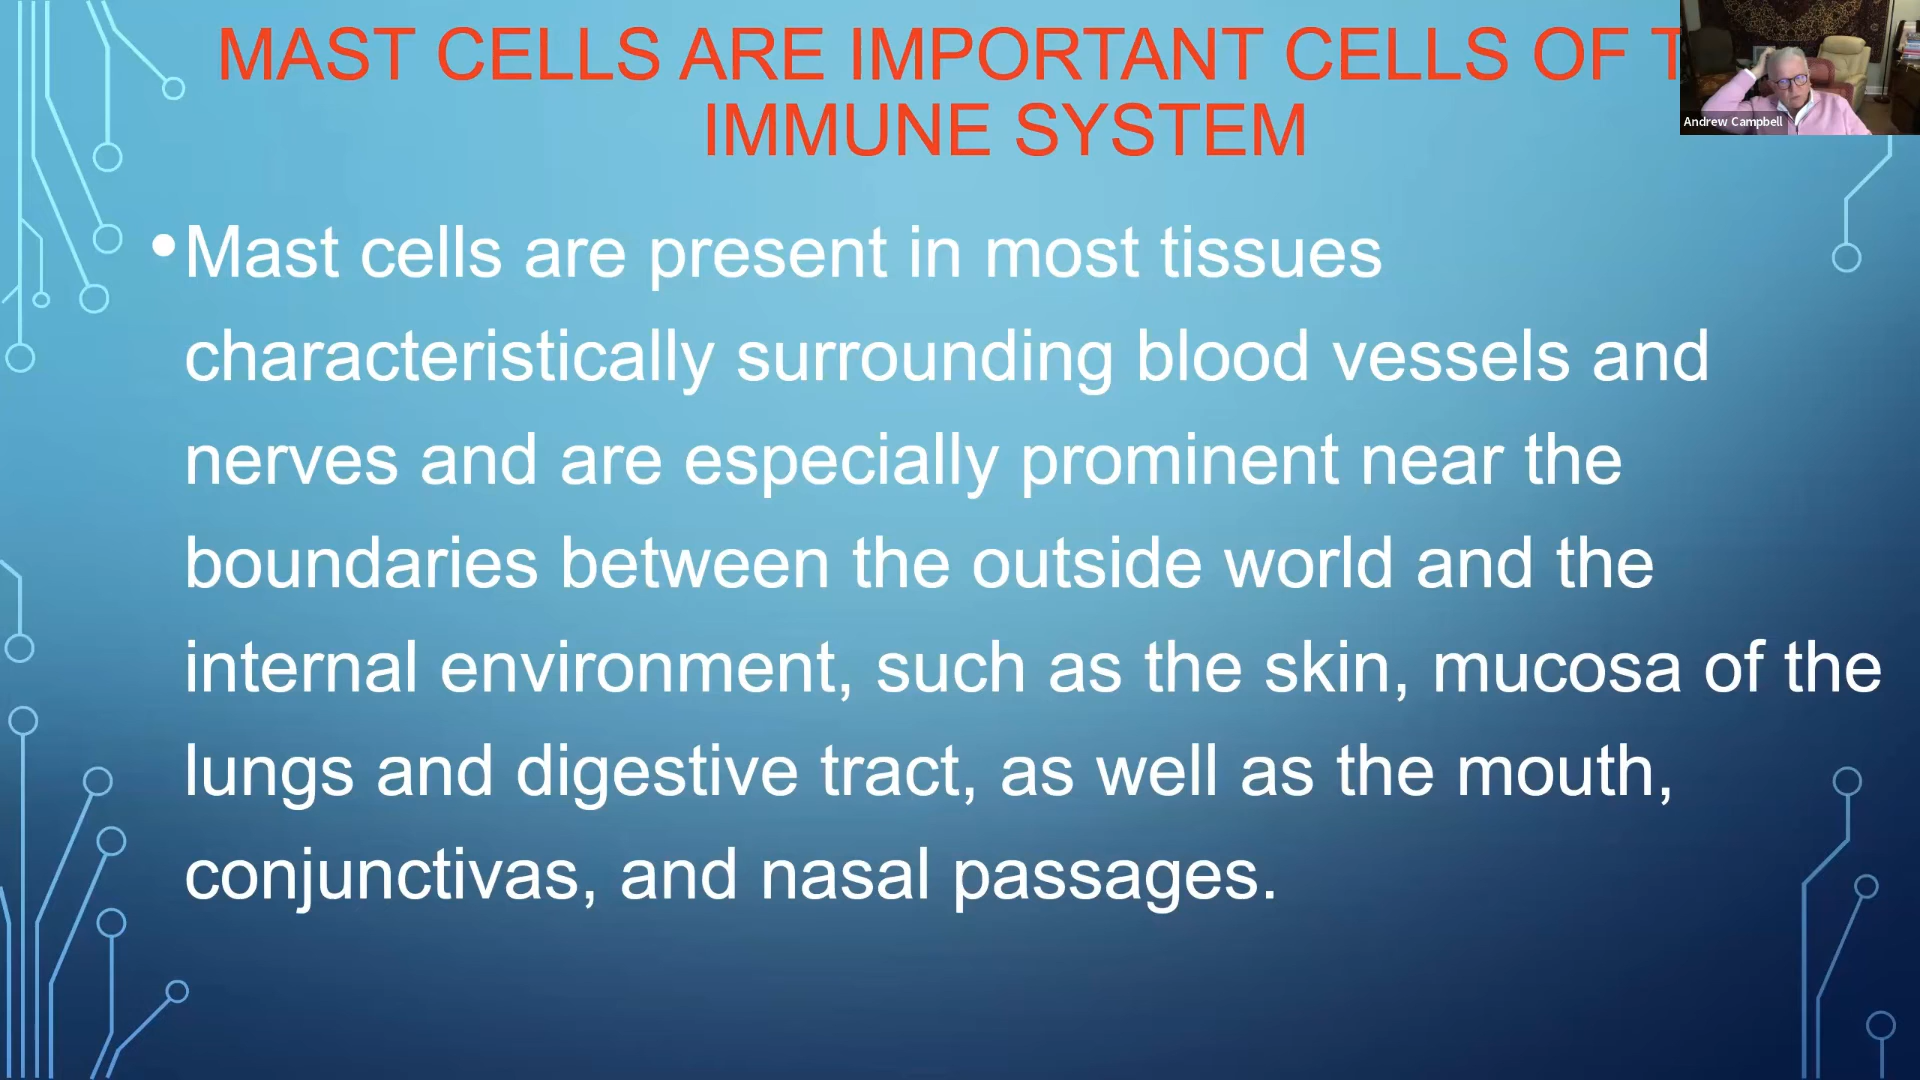 MAST CELLS ARE IMPORTANT CELLS OF T
IMMUNE SYSTEM
Andrew Campbell
•Mast cells are present in most tissues
characteristically surrounding blood vessels and
nerves and are especially prominent near the
boundaries between the outside world and the
internal environment, such as the skin, mucosa of the
lungs and digestive tract, as well as the mouth,
conjunctivas, and nasal passages.